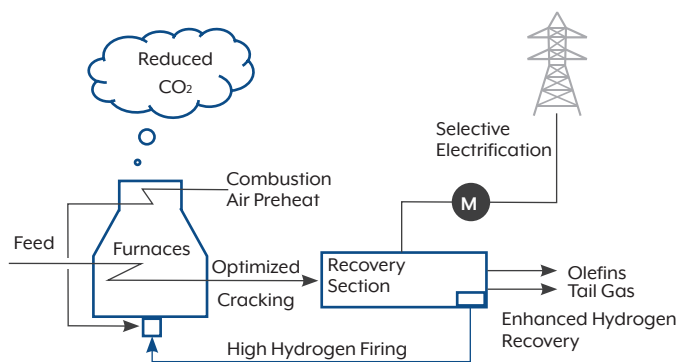 Reduced
CO₂
Selective
Electrification
Combustion
Air Preheat
M
Feed
Furnaces
Optimized
Cracking
Recovery
Section
Olefins
Tail Gas
Enhanced Hydrogen
Recovery
High Hydrogen Firing